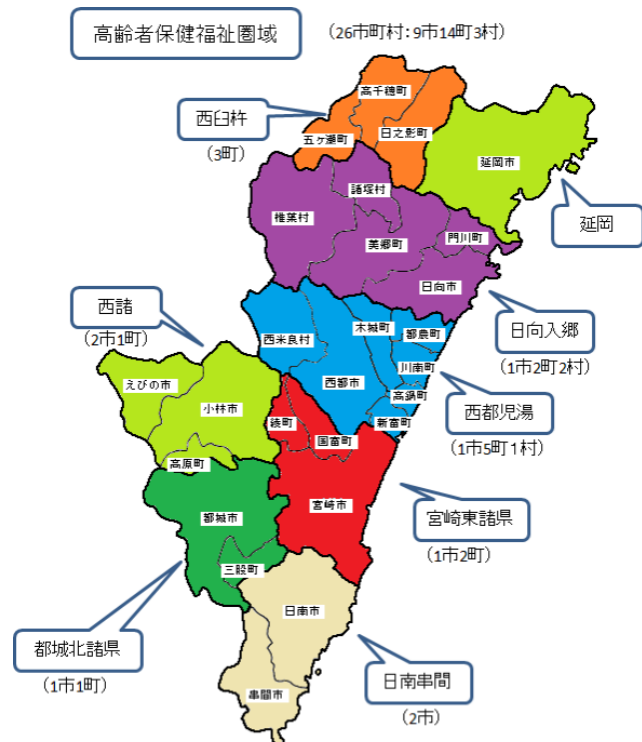 高齢者保健福祉圏域
(26市町村:9市14町3村)
西臼杵
(3町)
高千穂町
五ヶ瀬町
日之影町
延岡市
延岡
諸塚村
椎葉村
美郷町
門川町
日向市
日向入郷
(1市2町2村)
西諸
(2市1町)
西米良村
木城町
都農町
川南町
西都市
高鍋町
新富町
西都児湯
(1市5町1村)
えびの市
小林市
高原町
綾町
国富町
宮崎市
宮崎東諸県
(1市2町)
都城市
三股町
都城北諸県
(1市1町)
日南市
串間市
日南串間
(2市)